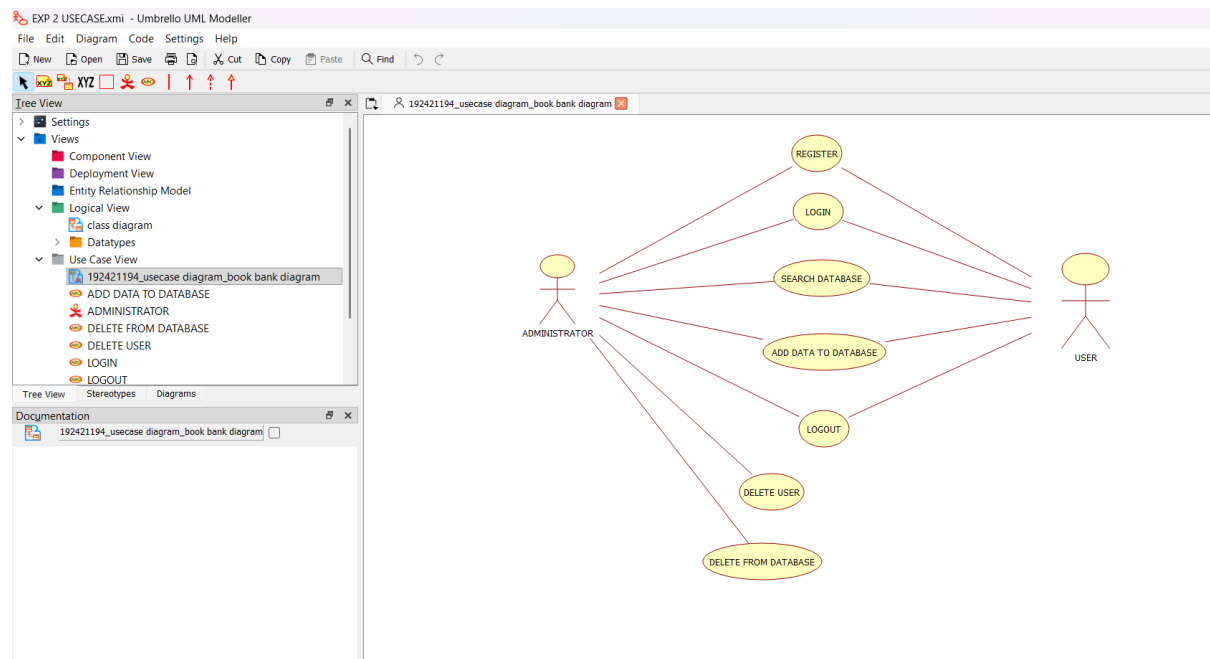 EXP 2 USECASE.xmi - Umbrello UML Modeller
File Edit Diagram Code Settings Help
New Open Save Cut Copy Paste Find
XYZ XYZ XYZ ABC
Tree View
192421194_usecase diagram_book bank diagram
Settings
Views
Component View
Deployment View
Entity Relationship Model
Logical View
class diagram
Datatypes
Use Case View
192421194_usecase diagram_book bank diagram
ADD DATA TO DATABASE
ADMINISTRATOR
DELETE FROM DATABASE
DELETE USER
LOGIN
LOGOUT
Tree View Stereotypes Diagrams
Documentation
192421194_usecase diagram_book bank diagram
REGISTER
LOGIN
SEARCH DATABASE
ADMINISTRATOR
ADD DATA TO DATABASE
USER
LOGOUT
DELETE USER
DELETE FROM DATABASE